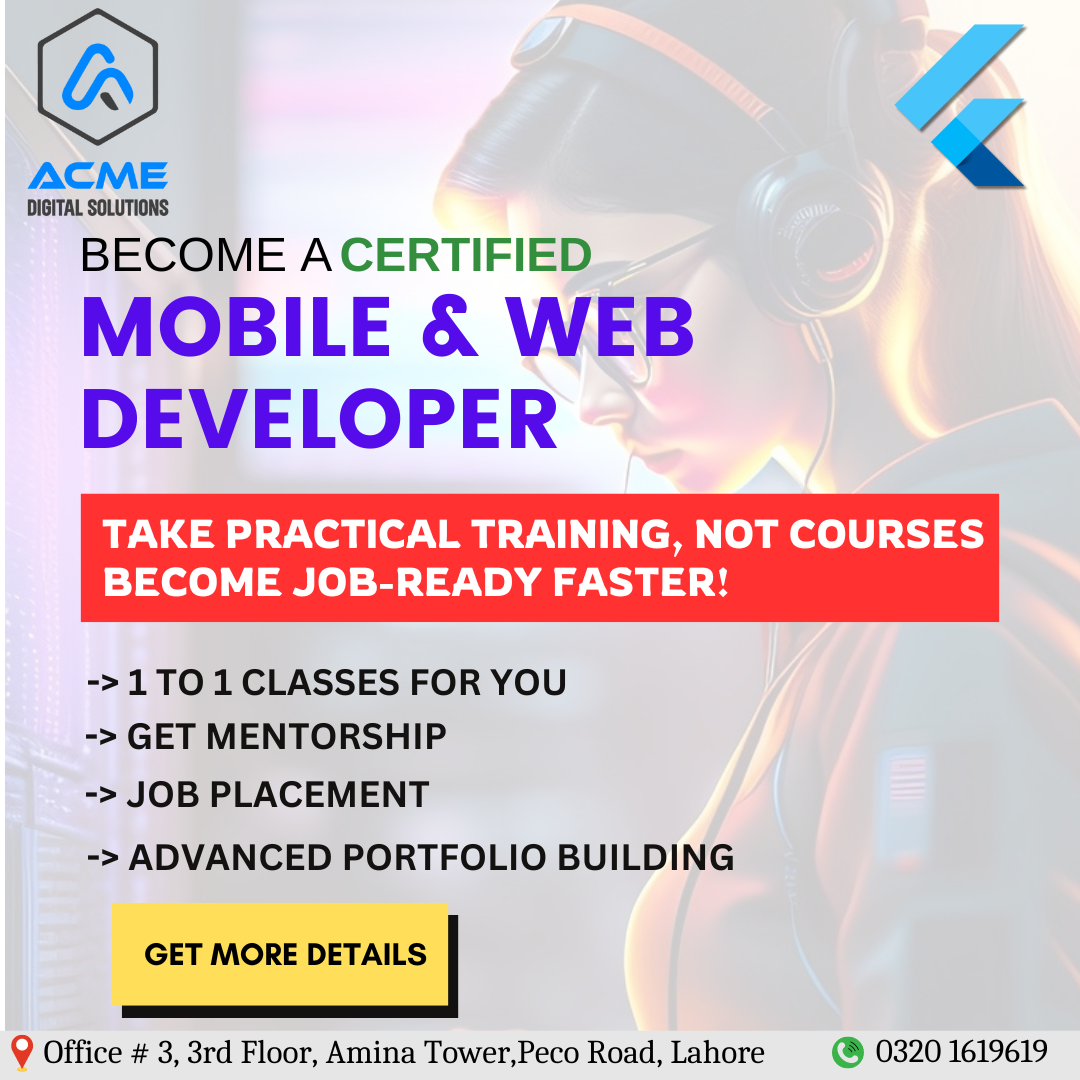 ACME
DIGITAL SOLUTIONS
BECOME A CERTIFIED
MOBILE & WEB
DEVELOPER
TAKE PRACTICAL TRAINING, NOT COURSES
BECOME JOB-READY FASTER!
-> 1 TO 1 CLASSES FOR YOU
-> GET MENTORSHIP
-> JOB PLACEMENT
-> ADVANCED PORTFOLIO BUILDING
GET MORE DETAILS
Office # 3, 3rd Floor, Amina Tower,Peco Road, Lahore
0320 1619619